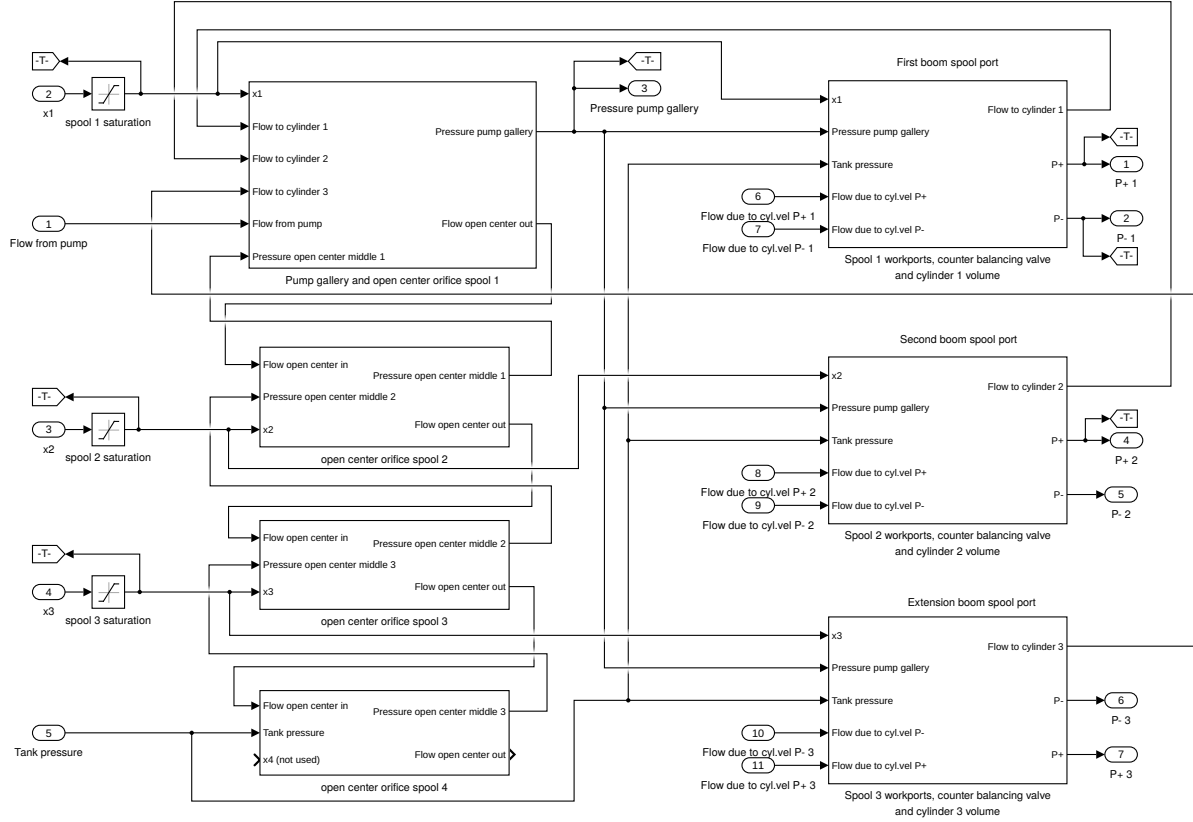 -T-
2
x1
spool 1 saturation
x1
Flow to cylinder 1
Flow to cylinder 2
Flow to cylinder 3
Flow from pump
Pressure open center middle 1
Pressure pump gallery
Flow open center out
Pump gallery and open center orifice spool 1
1
Flow from pump
-T-
3
Pressure pump gallery
First boom spool port
x1
Pressure pump gallery
Tank pressure
Flow due to cyl.vel P+
Flow due to cyl.vel P-
Flow to cylinder 1
P+
P-
6
Flow due to cyl.vel P+ 1
7
Flow due to cyl.vel P- 1
-T-
1
P+ 1
2
P- 1
-T-
Spool 1 workports, counter balancing valve
and cylinder 1 volume
-T-
3
x2
spool 2 saturation
Flow open center in
Pressure open center middle 2
x2
Pressure open center middle 1
Flow open center out
open center orifice spool 2
Second boom spool port
x2
Pressure pump gallery
Tank pressure
Flow due to cyl.vel P+
Flow due to cyl.vel P-
Flow to cylinder 2
P+
P-
8
Flow due to cyl.vel P+ 2
9
Flow due to cyl.vel P- 2
-T-
4
P+ 2
5
P- 2
Spool 2 workports, counter balancing valve
and cylinder 2 volume
-T-
4
x3
spool 3 saturation
Flow open center in
Pressure open center middle 3
x3
Pressure open center middle 2
Flow open center out
open center orifice spool 3
Extension boom spool port
x3
Pressure pump gallery
Tank pressure
Flow due to cyl.vel P-
Flow due to cyl.vel P+
Flow to cylinder 3
P-
P+
10
Flow due to cyl.vel P- 3
11
Flow due to cyl.vel P+ 3
6
P- 3
7
P+ 3
Spool 3 workports, counter balancing valve
and cylinder 3 volume
5
Tank pressure
Flow open center in
Tank pressure
x4 (not used)
Pressure open center middle 3
Flow open center out
open center orifice spool 4